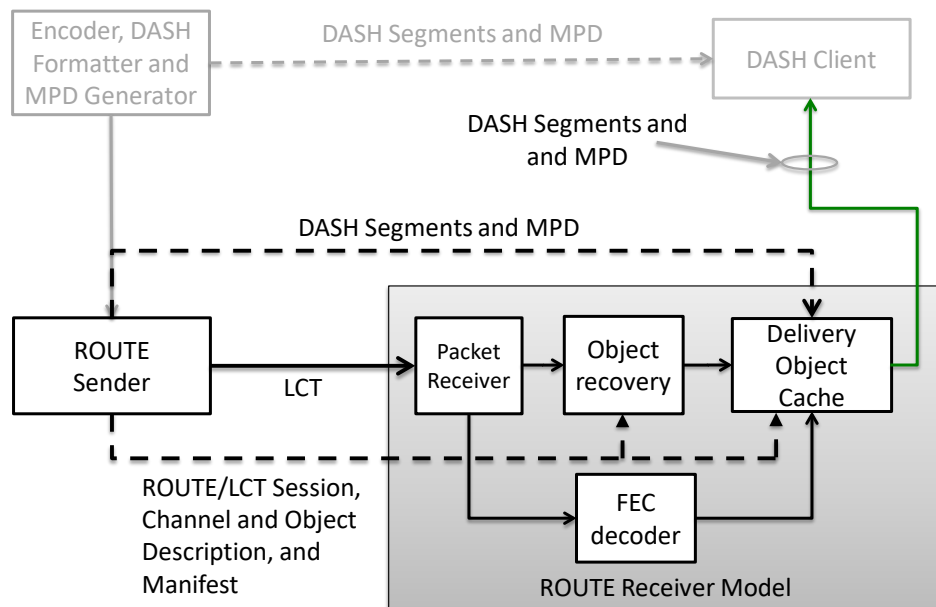 Encoder, DASH
Formatter and
MPD Generator
DASH Segments and MPD
DASH Client
DASH Segments and
and MPD
DASH Segments and MPD
ROUTE
Sender
LCT
Packet
Receiver
Object
recovery
Delivery
Object
Cache
ROUTE/LCT Session,
Channel and Object
Description, and
Manifest
FEC
decoder
ROUTE Receiver Model